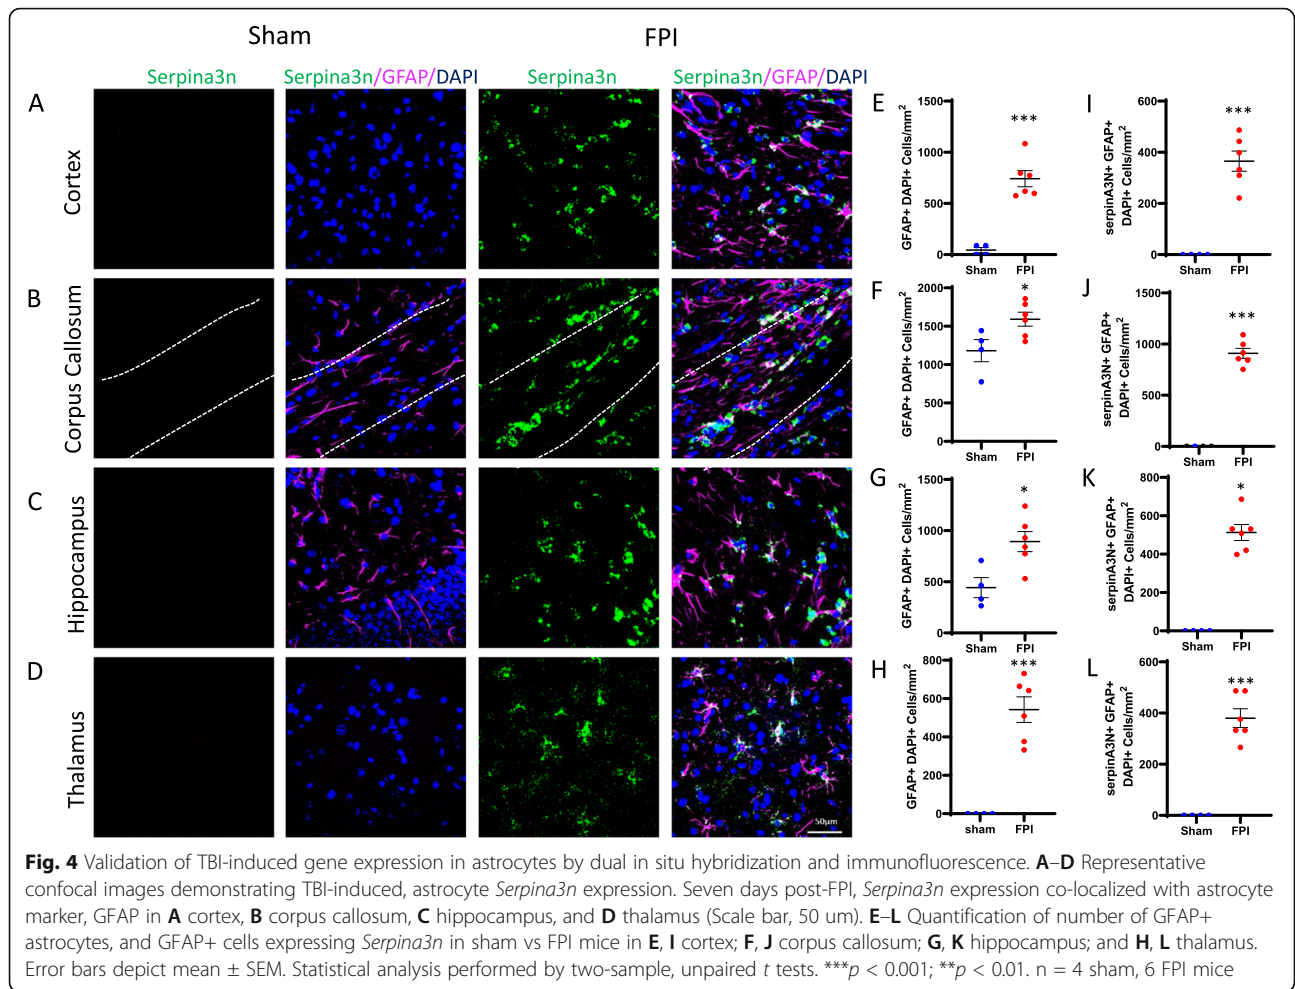 Sham
FPI
Serpina3n
Serpina3n/GFAP/DAPI
Serpina3n
Serpina3n/GFAP/DAPI
A
Cortex
B
Corpus Callosum
C
Hippocampus
D
Thalamus
50µm
E
GFAP+ DAPI+ Cells/mm²
1500
1000
500
0
***
Sham FPI
I
serpinA3N+ GFAP+
DAPI+ Cells/mm²
600
400
200
0
***
Sham FPI
F
GFAP+ DAPI+ Cells/mm²
2000
1500
1000
500
0
*
Sham FPI
J
serpinA3N+ GFAP+
DAPI+ Cells/mm²
1500
1000
500
0
***
Sham FPI
G
GFAP+ DAPI+ Cells/mm²
1500
1000
500
0
*
Sham FPI
K
serpinA3N+ GFAP+
DAPI+ Cells/mm²
800
600
400
200
0
*
Sham FPI
H
GFAP+ DAPI+ Cells/mm²
800
600
400
200
0
***
sham FPI
L
serpinA3N+ GFAP+
DAPI+ Cells/mm²
600
400
200
0
***
Sham FPI
Fig. 4 Validation of TBI-induced gene expression in astrocytes by dual in situ hybridization and immunofluorescence. A–D Representative
confocal images demonstrating TBI-induced, astrocyte Serpina3n expression. Seven days post-FPI, Serpina3n expression co-localized with astrocyte
marker, GFAP in A cortex, B corpus callosum, C hippocampus, and D thalamus (Scale bar, 50 um). E–L Quantification of number of GFAP+
astrocytes, and GFAP+ cells expressing Serpina3n in sham vs FPI mice in E, I cortex; F, J corpus callosum; G, K hippocampus; and H, L thalamus.
Error bars depict mean ± SEM. Statistical analysis performed by two-sample, unpaired t tests. ***p < 0.001; **p < 0.01. n = 4 sham, 6 FPI mice